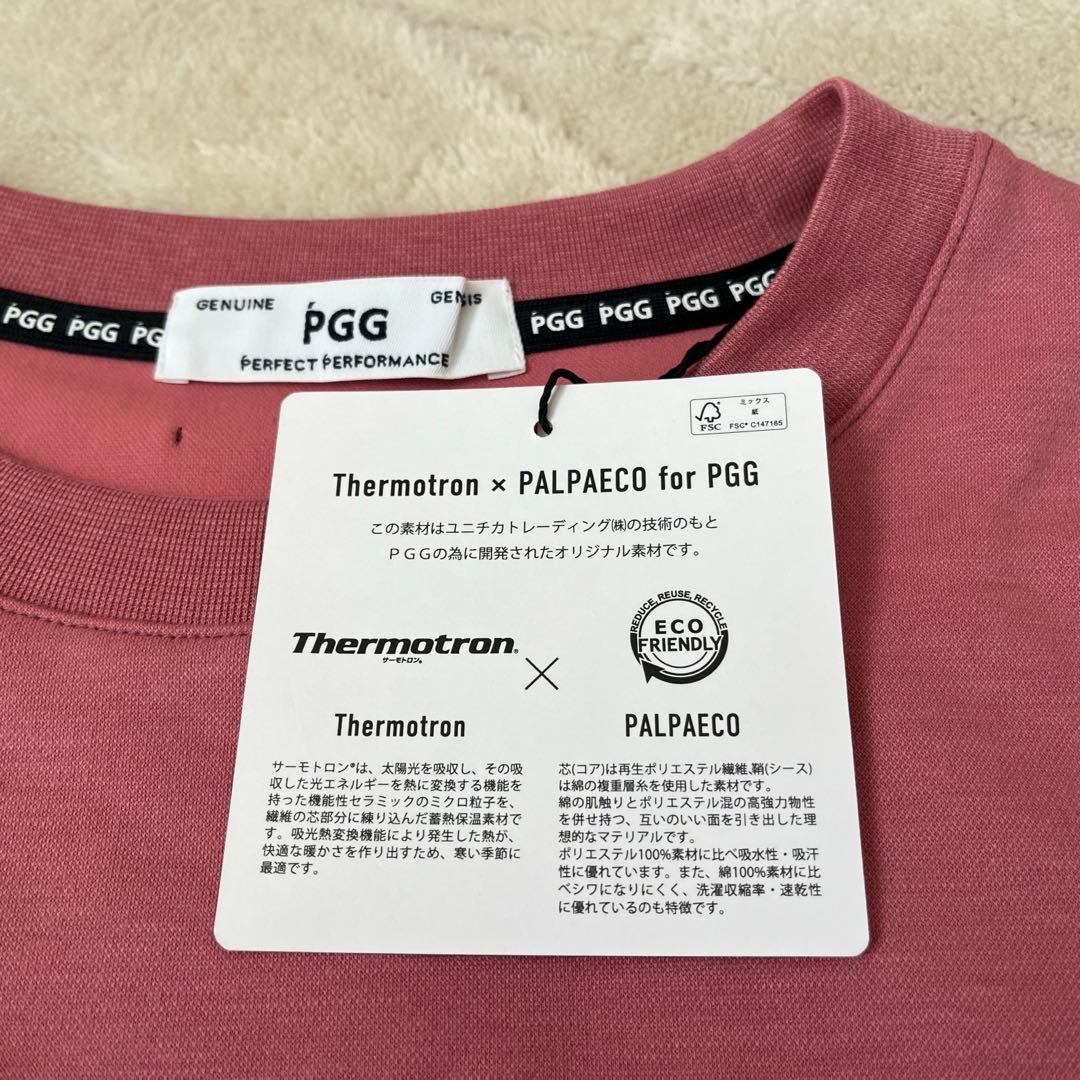 PGG PGG PG
GENUINE
GEN
IS
PGG
PERFECT PERFORMANCE
PGG PGG PGG PGG
FSC
ミックス
紙
FSC® C147165
Thermotron × PALPAECO for PGG
この素材はユニチカトレーディング㈱の技術のもと
ＰＧＧの為に開発されたオリジナル素材です。
Thermotron®
サーモトロン®
×
REDUCE, REUSE, RECYCLE
ECO
FRIENDLY
Thermotron
サーモトロン®は、太陽光を吸収し、その吸
収した光エネルギーを熱に変換する機能を
持った機能性セラミックのミクロ粒子を、
繊維の芯部分に練り込んだ蓄熱保温素材で
す。吸光熱変換機能により発生した熱が、
快適な暖かさを作り出すため、寒い季節に
最適です。
PALPAECO
芯(コア)は再生ポリエステル繊維､鞘(シース)
は綿の複重層糸を使用した素材です。
綿の肌触りとポリエステル混の高強力物性
を併せ持つ、互いのいい面を引き出した理
想的なマテリアルです。
ポリエステル100%素材に比べ吸水性・吸汗
性に優れています。また、綿100%素材に比
べシワになりにくく、洗濯収縮率・速乾性
に優れているのも特徴です。